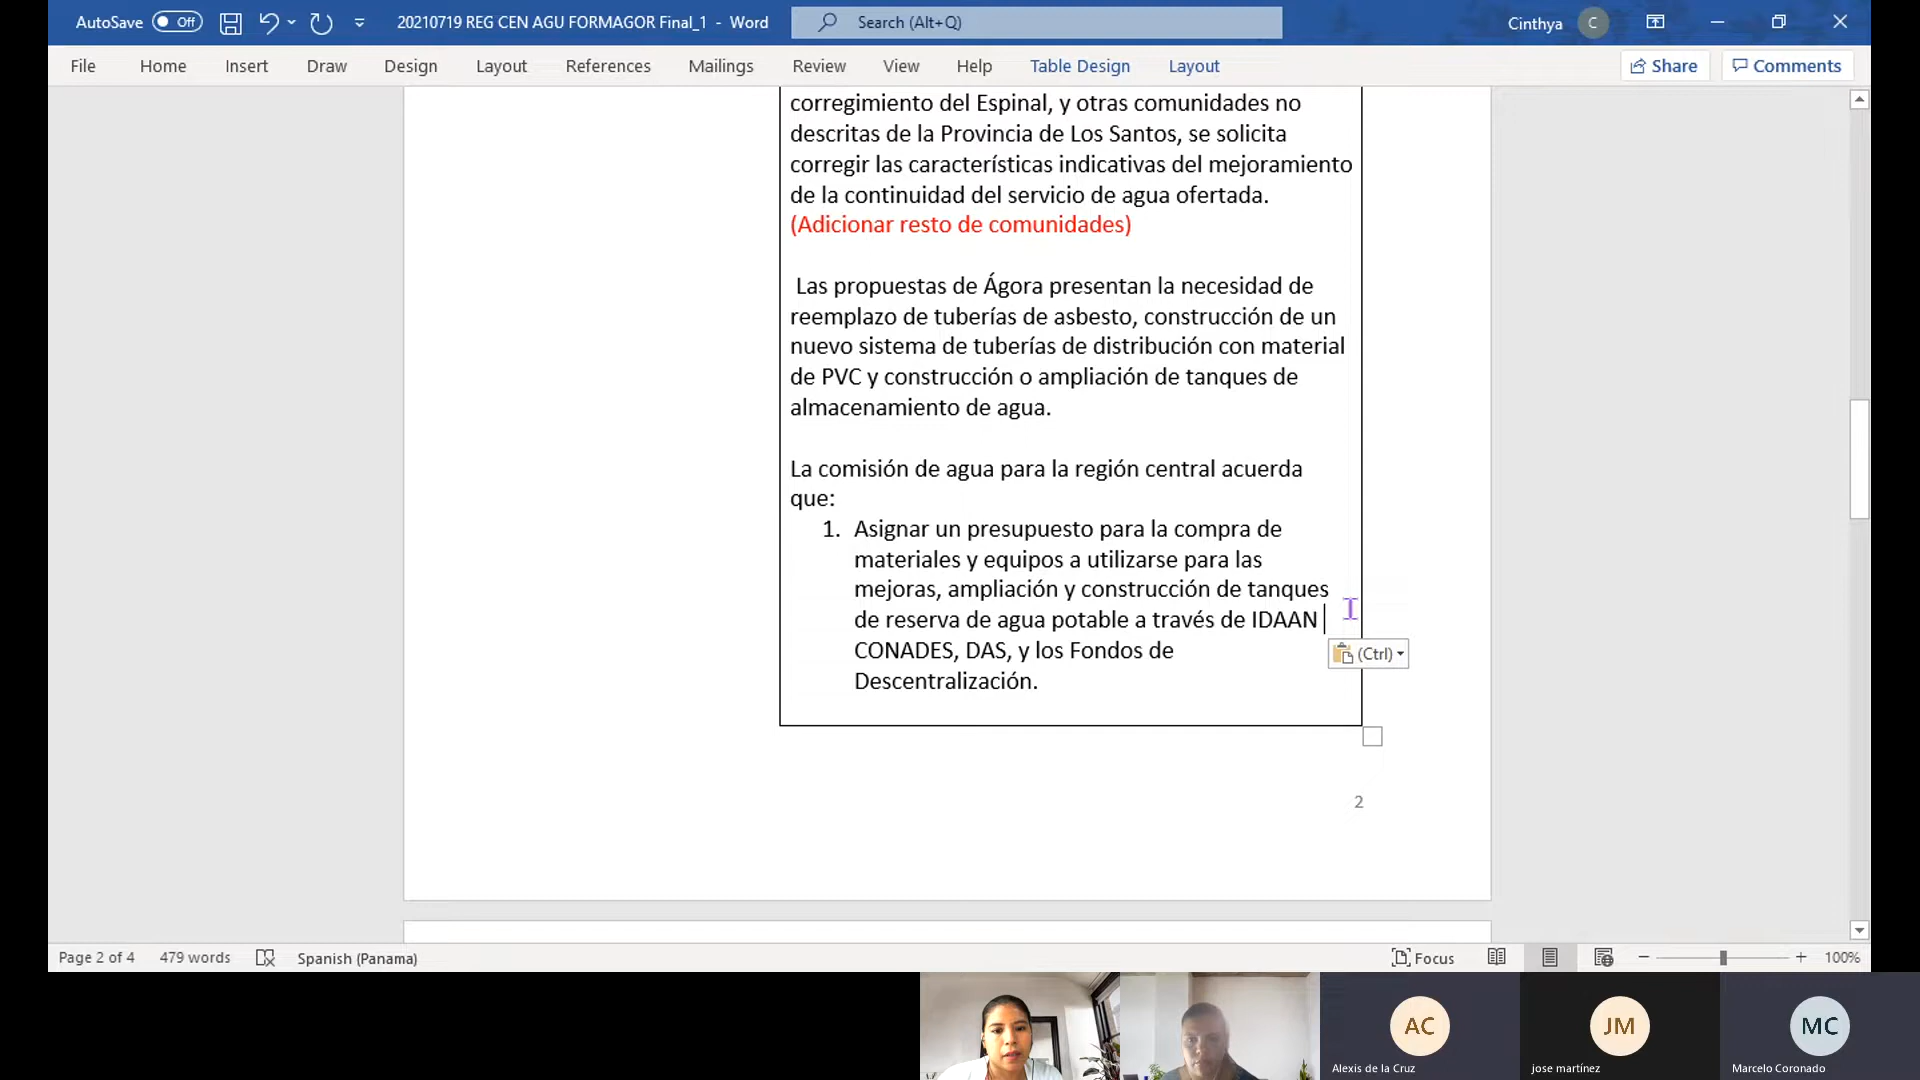 AutoSave Off 20210719 REG CEN AGU FORMAGOR Final_1 - Word Search (Alt+Q) Cinthya C
File Home Insert Draw Design Layout References Mailings Review View Help Table Design Layout Share Comments
corregimiento del Espinal, y otras comunidades no
descritas de la Provincia de Los Santos, se solicita
corregir las características indicativas del mejoramiento
de la continuidad del servicio de agua ofertada.
(Adicionar resto de comunidades)
Las propuestas de Ágora presentan la necesidad de
reemplazo de tuberías de asbesto, construcción de un
nuevo sistema de tuberías de distribución con material
de PVC y construcción o ampliación de tanques de
almacenamiento de agua.
La comisión de agua para la región central acuerda
que:
1. Asignar un presupuesto para la compra de
materiales y equipos a utilizarse para las
mejoras, ampliación y construcción de tanques
de reserva de agua potable a través de IDAAN
CONADES, DAS, y los Fondos de
Descentralización.
(Ctrl)
2
Page 2 of 4 479 words Spanish (Panama) Focus 100%
AC JM MC
Alexis de la Cruz jose martínez Marcelo Coronado